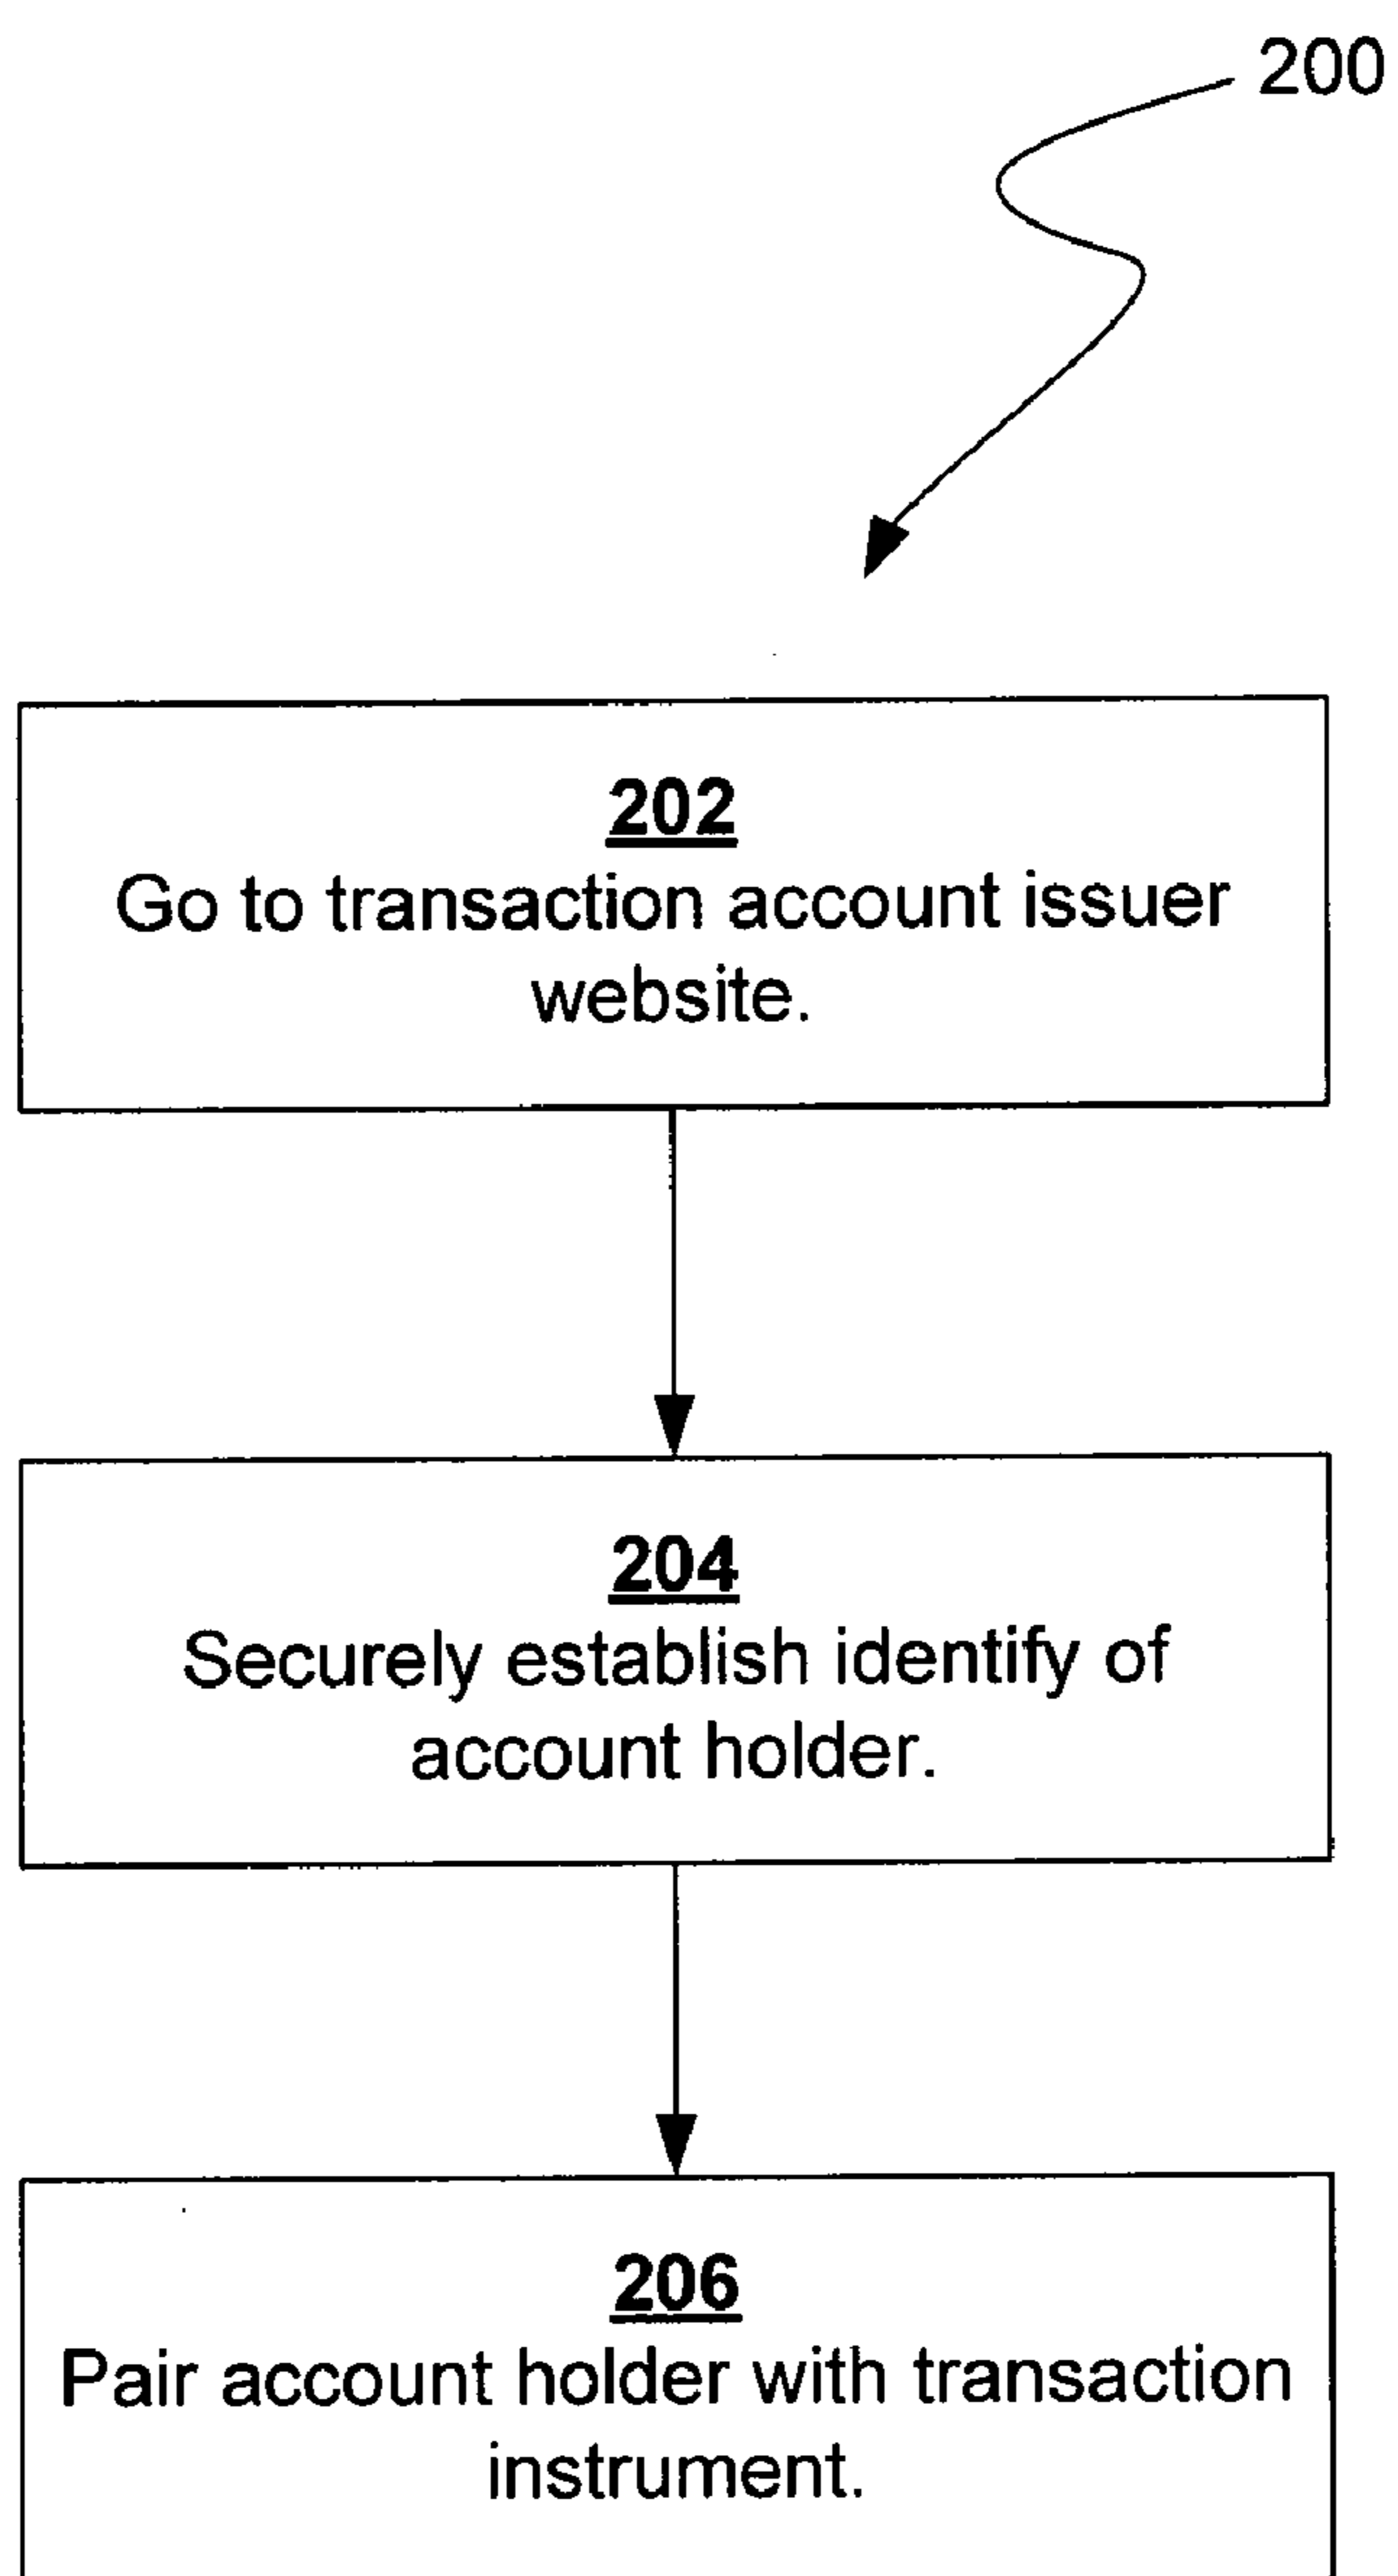 200
202
Go to transaction account issuer
website.
204
Securely establish identify of
account holder.
206
Pair account holder with transaction
instrument.